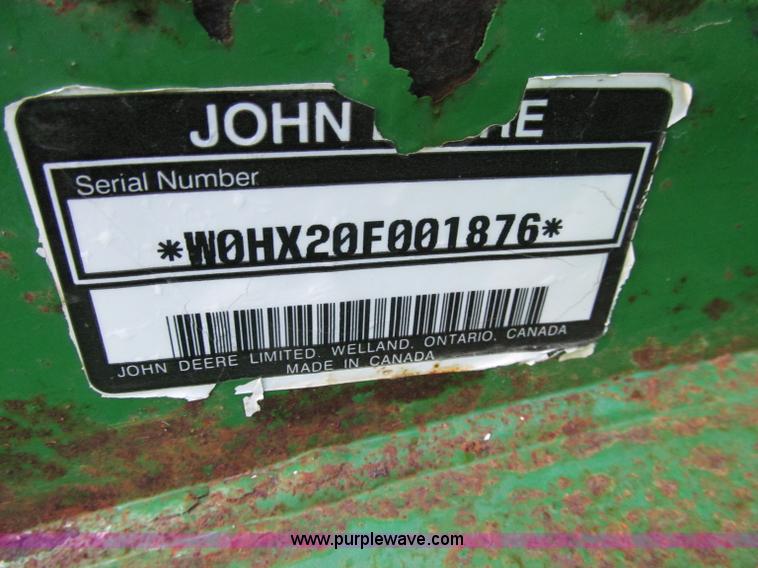 JOHN
Serial Number
*W0HX20F001876*
JOHN DEERE LIMITED, WELLAND, ONTARIO, CANADA
MADE IN CANADA
www.purplewave.com